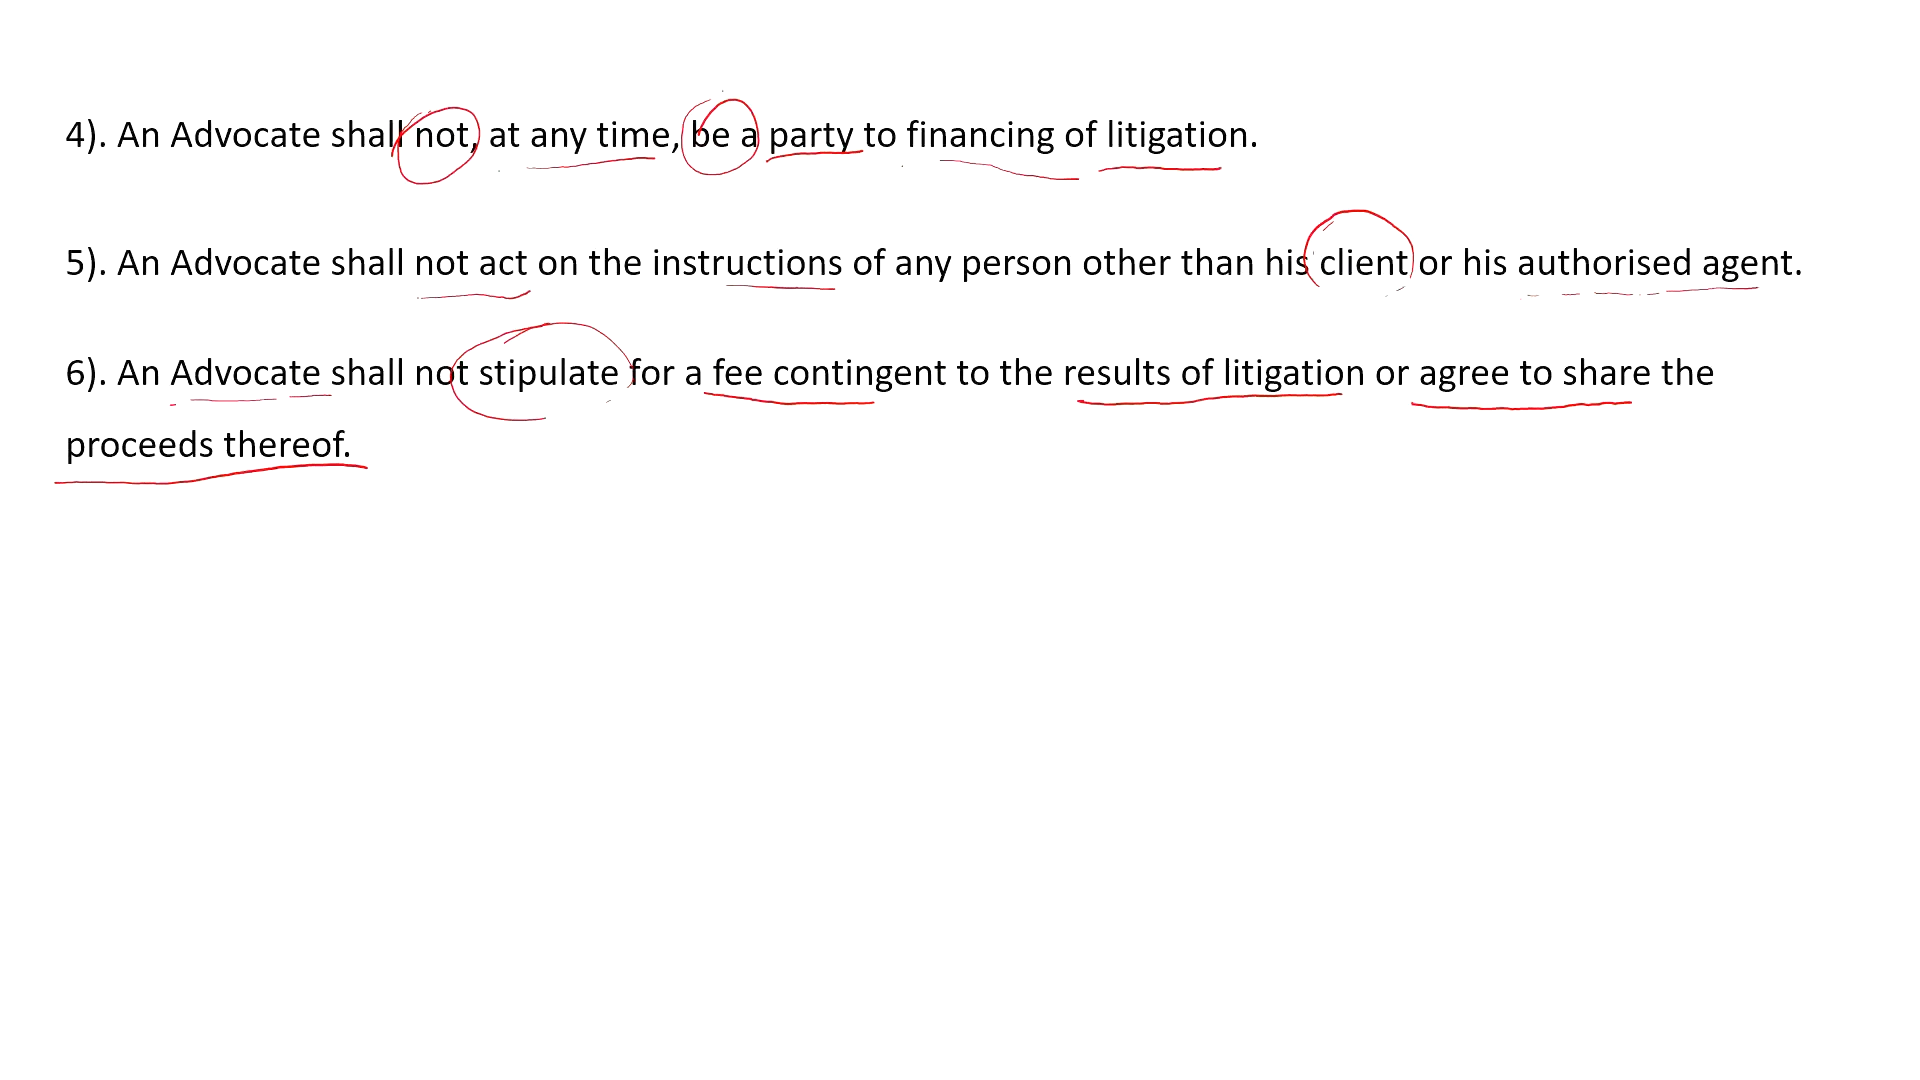 4). An Advocate shall not, at any time, be a party to financing of litigation.
5). An Advocate shall not act on the instructions of any person other than his client or his authorised agent.
6). An Advocate shall not stipulate for a fee contingent to the results of litigation or agree to share the
proceeds thereof.